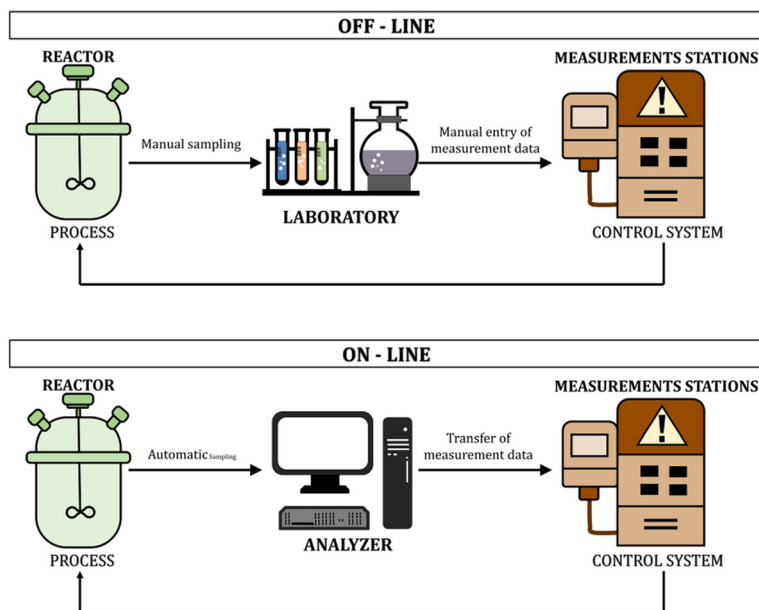 OFF - LINE
REACTOR
MEASUREMENTS STATIONS
Manual sampling
Manual entry of
measurement data
LABORATORY
PROCESS
CONTROL SYSTEM
ON - LINE
REACTOR
MEASUREMENTS STATIONS
Automatic Sampling
Transfer of
measurement data
ANALYZER
PROCESS
CONTROL SYSTEM